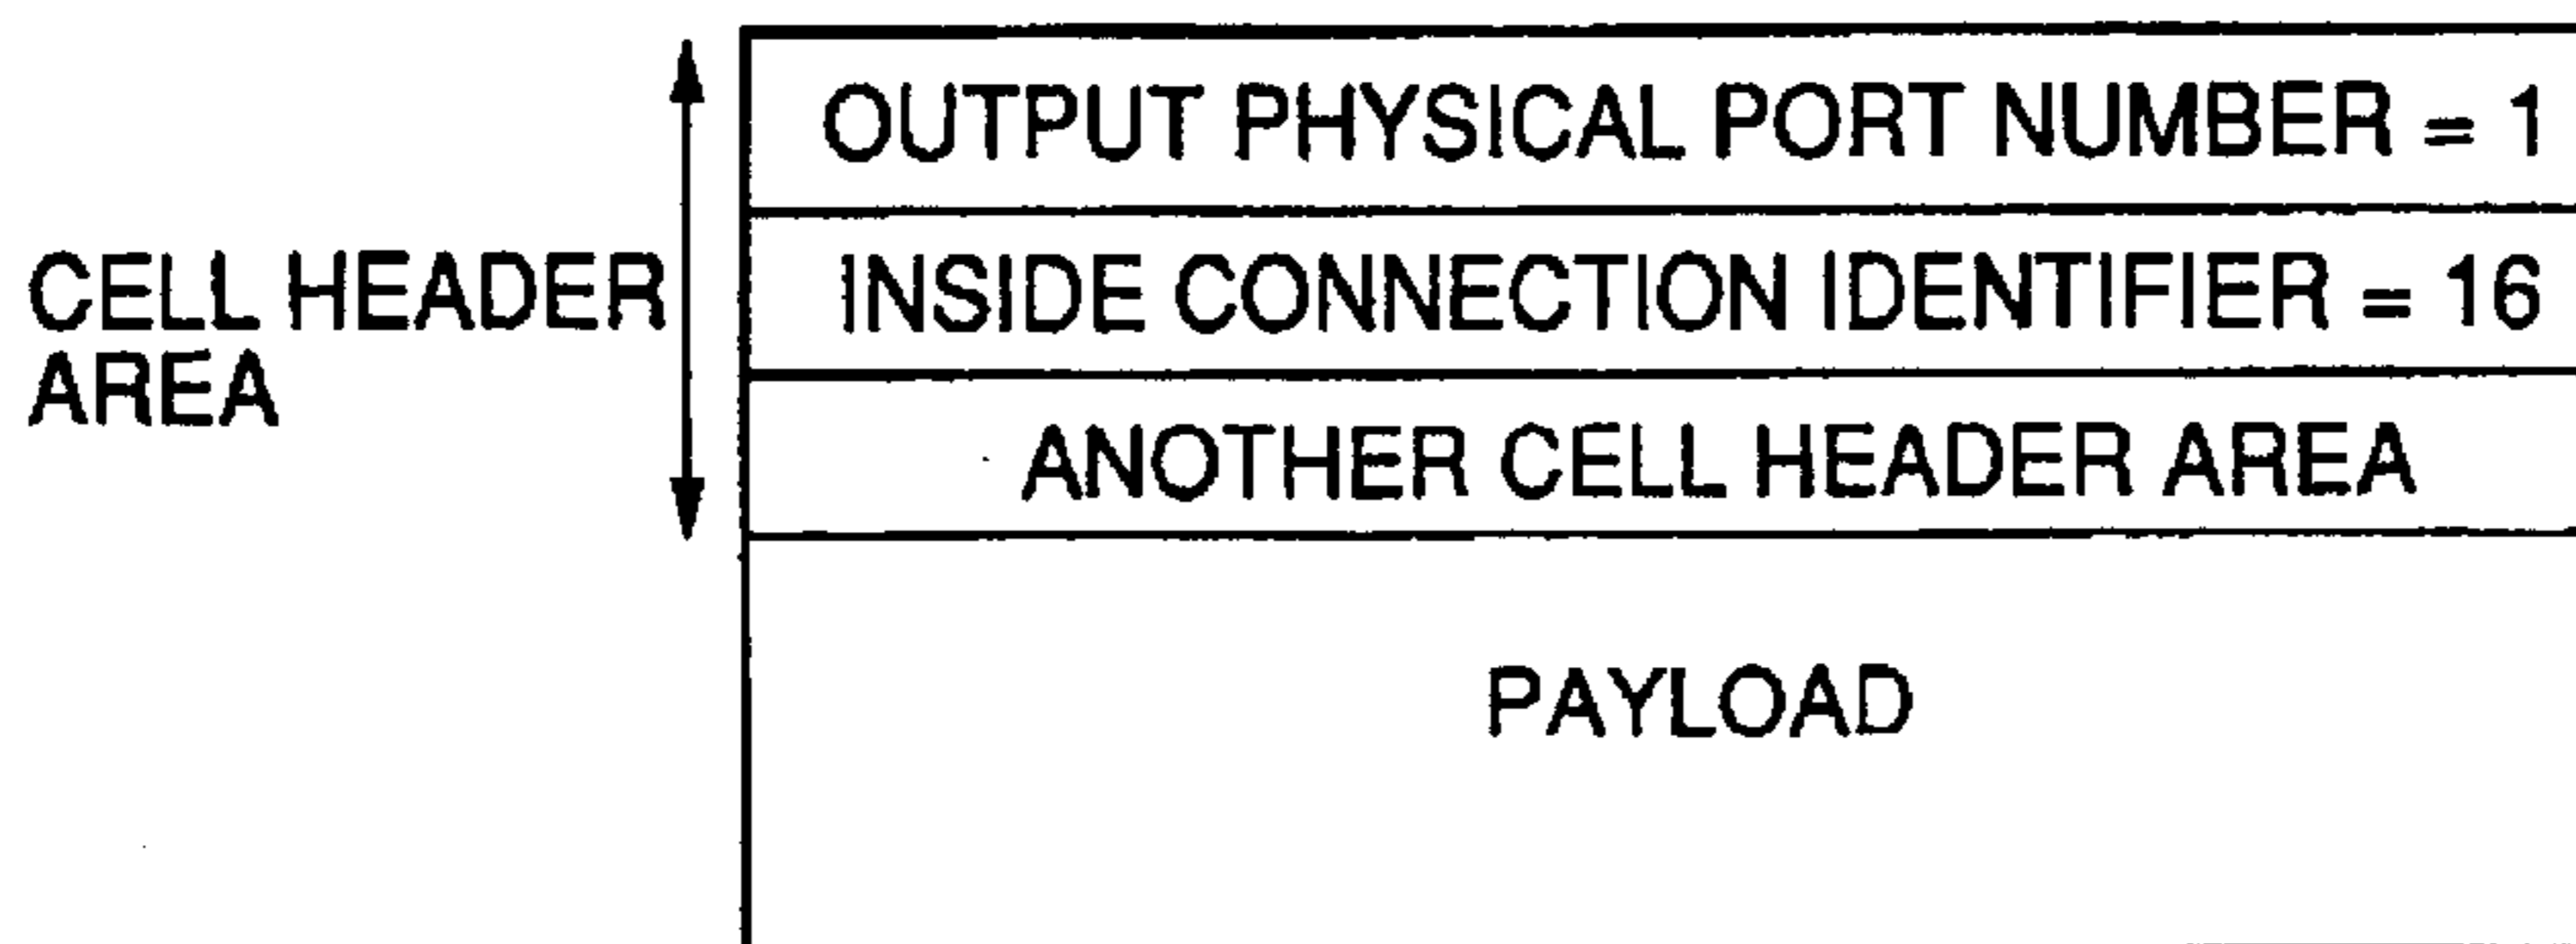 OUTPUT PHYSICAL PORT NUMBER = 1
CELL HEADER
AREA
INSIDE CONNECTION IDENTIFIER = 16
ANOTHER CELL HEADER AREA
PAYLOAD